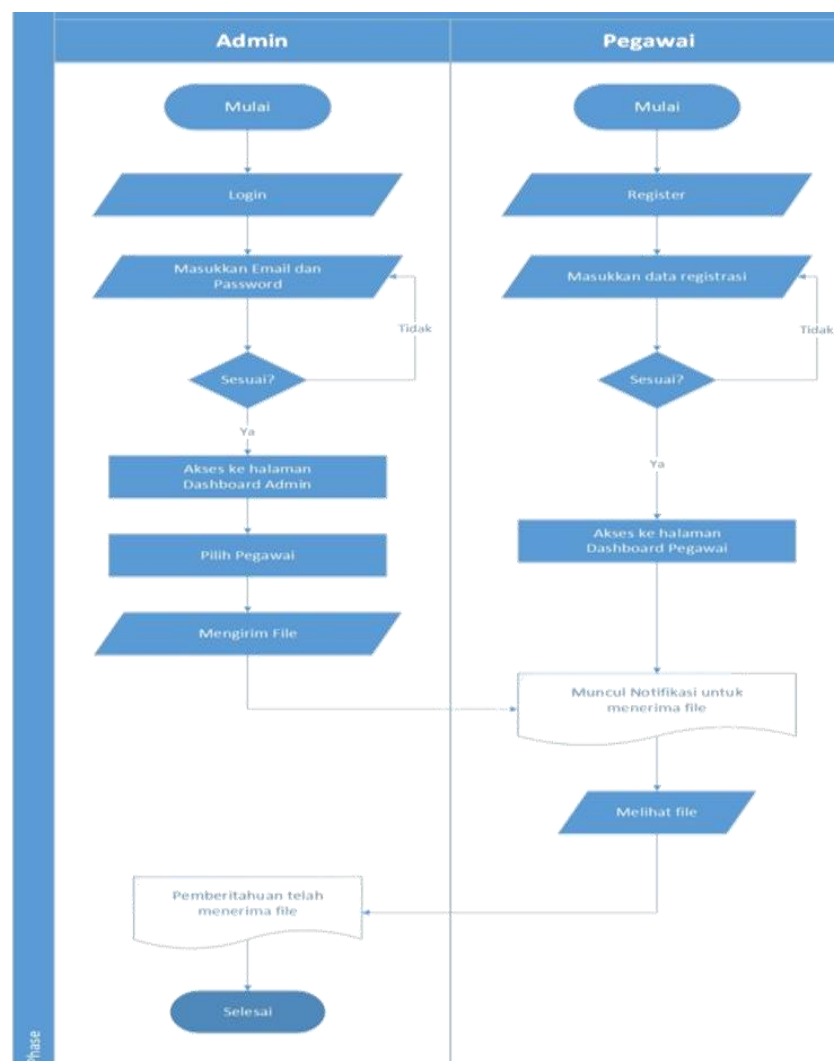 Admin
Pegawai
Mulai
Login
Masukkan Email dan
Password
Tidak
Sesuai?
Ya
Akses ke halaman
Dashboard Admin
Pilih Pegawai
Mengirim File
Mulai
Register
Masukkan data registrasi
Tidak
Sesuai?
Ya
Akses ke halaman
Dashboard Pegawai
Muncul Notifikasi untuk
menerima file
Melihat file
Pemberitahuan telah
menerima file
Selesai
Phase